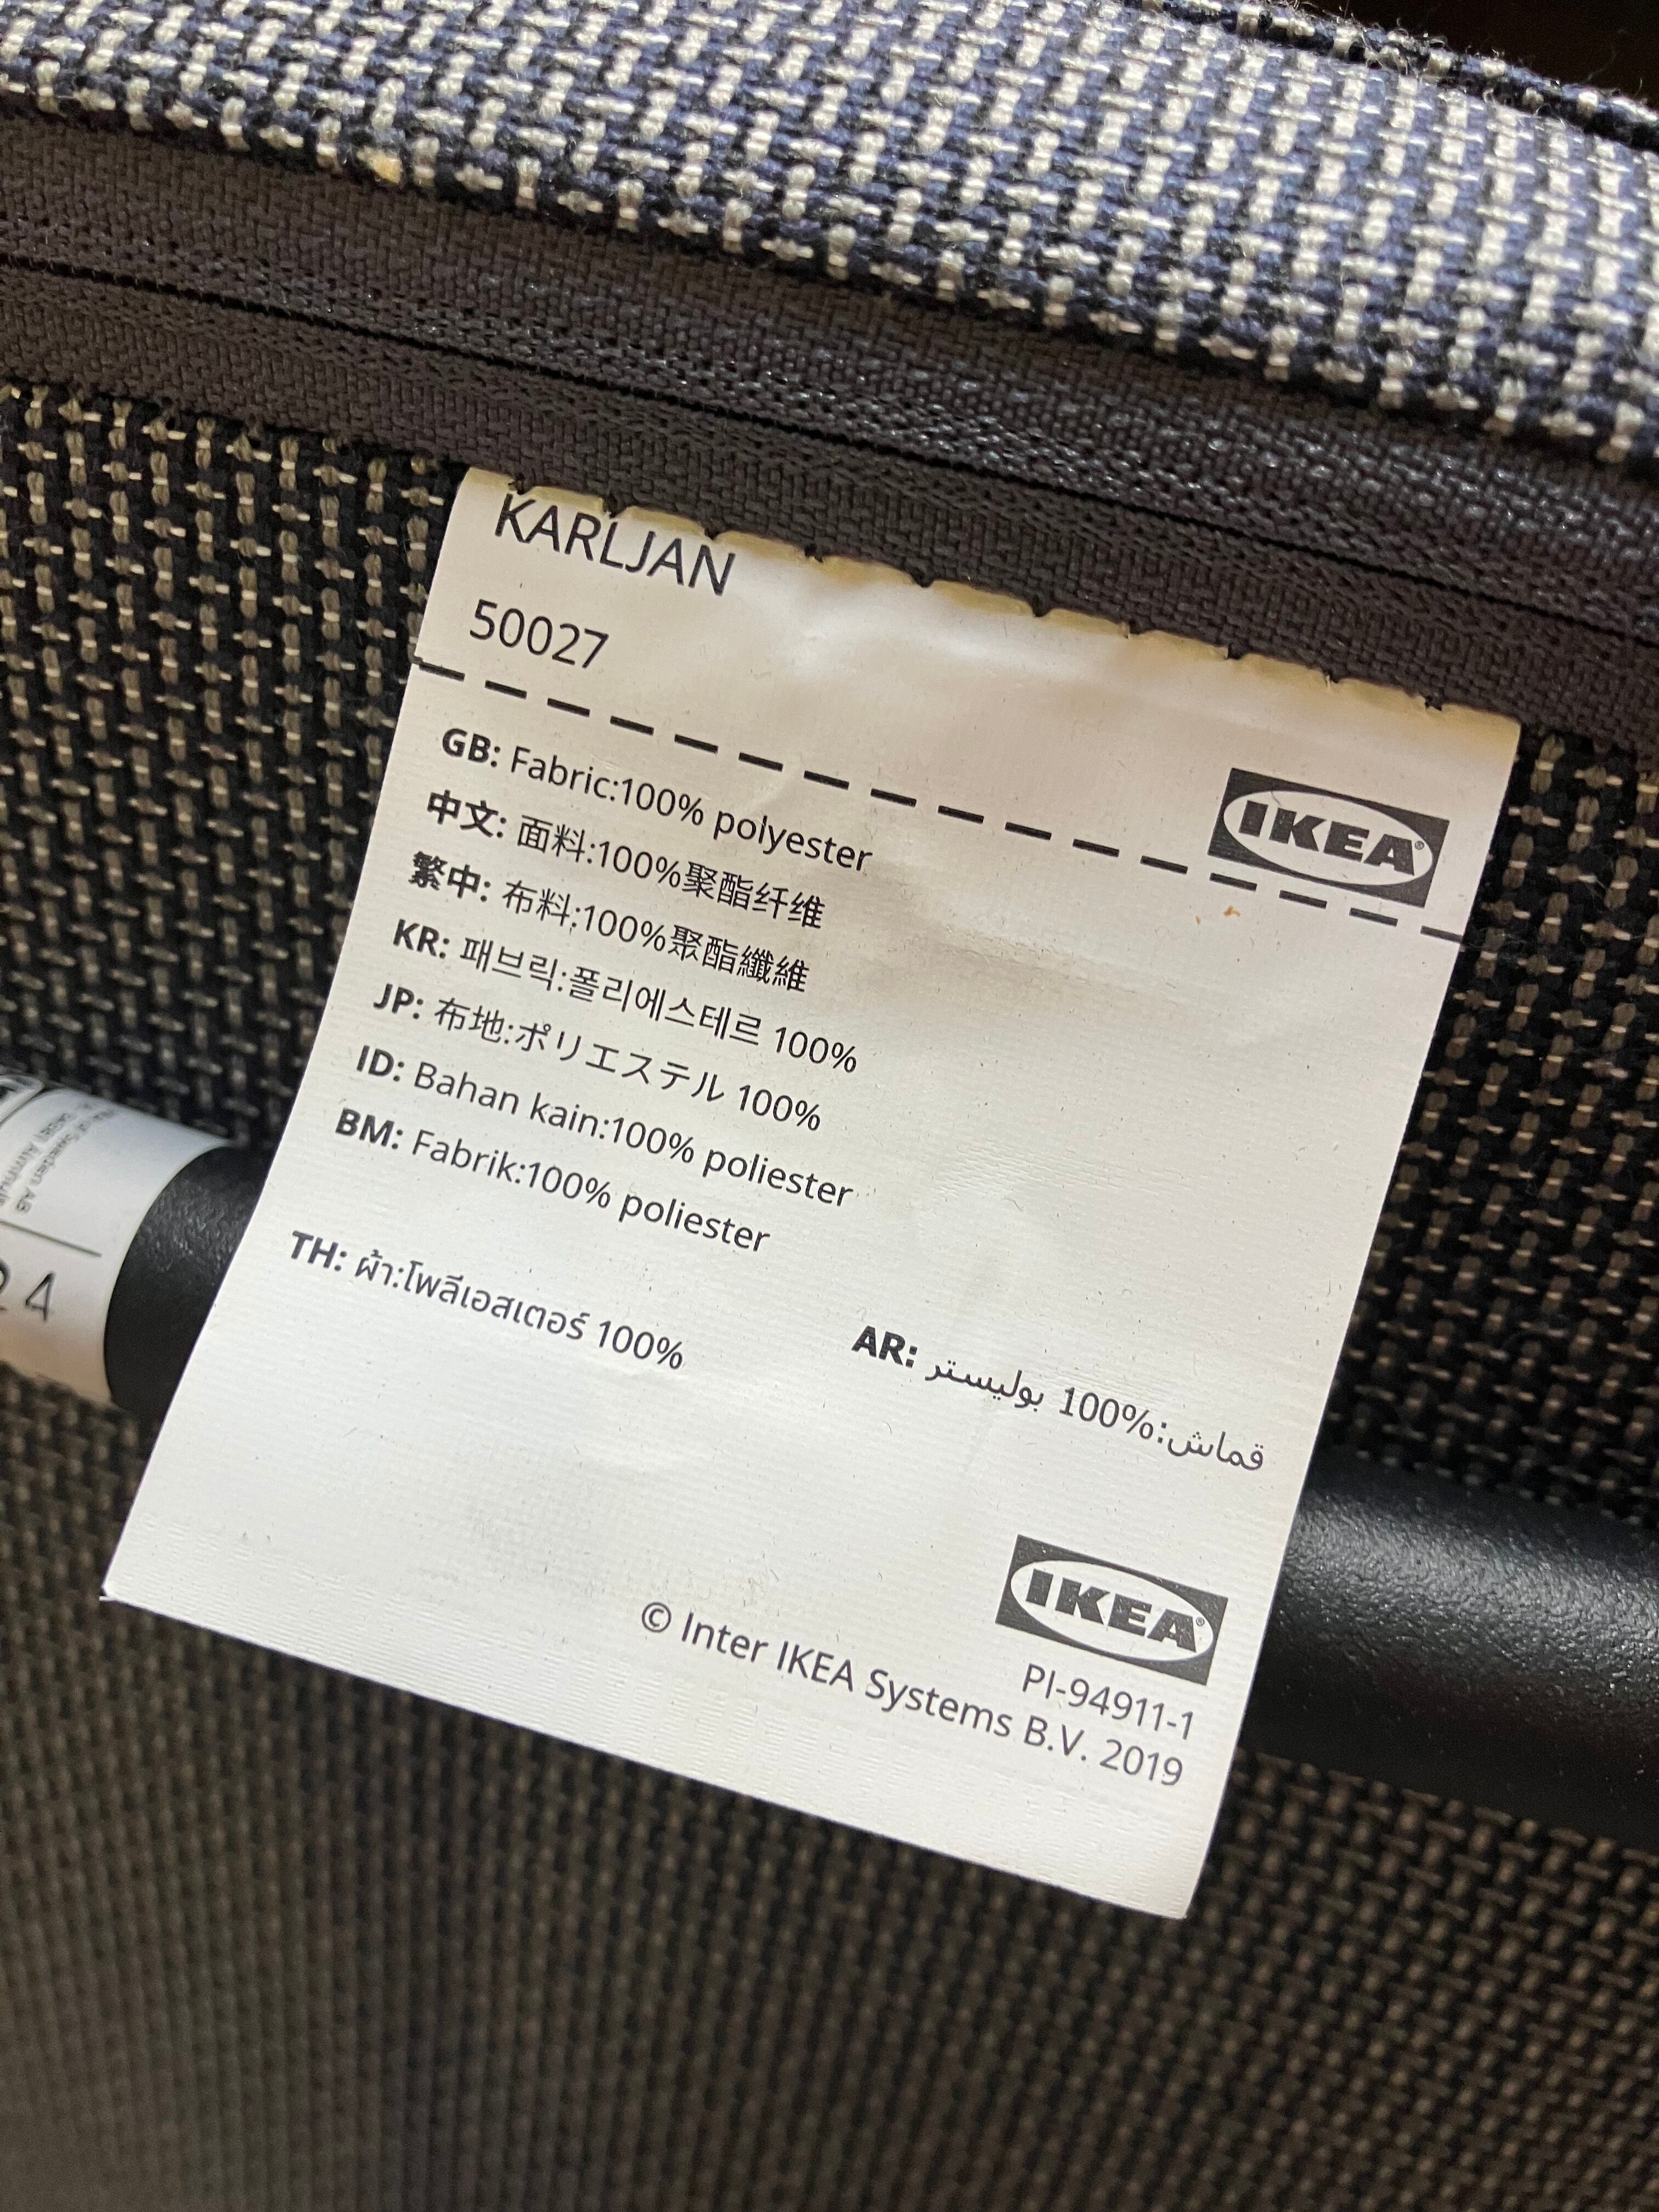 KARLJAN
50027
IKEA®
GB: Fabric:100% polyester
中文: 面料:100%聚酯纤维
繁中: 布料:100%聚酯纖維
KR: 패브릭:폴리에스테르 100%
JP: 布地:ポリエステル 100%
ID: Bahan kain:100% poliester
BM: Fabrik:100% poliester
TH: ผ้า:โพลีเอสเตอร์ 100%
AR: قماش:100% بوليستر
IKEA®
PI-94911-1
© Inter IKEA Systems B.V. 2019
Sweden AB
4